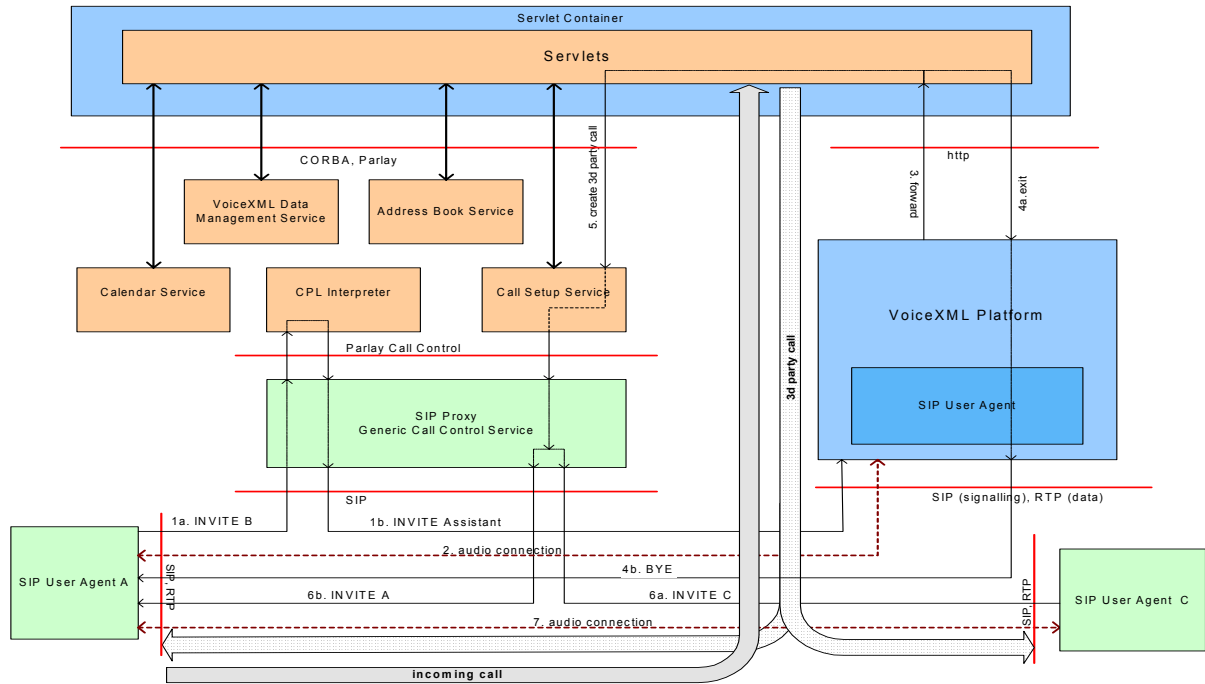 Servlet Container
Servlets
5. create 3d party call
CORBA, Parlay
http
3. forward
4a.exit
VoiceXML Data
Management Service
Address Book Service
Calendar Service
CPL Interpreter
Call Setup Service
VoiceXML Platform
Parlay Call Control
3d party call
SIP User Agent
SIP Proxy
Generic Call Control Service
SIP
SIP (signalling), RTP (data)
1a. INVITE B
1b. INVITE Assistant
2. audio connection
SIP User Agent A
SIP, RTP
4b. BYE
6b. INVITE A
6a. INVITE C
SIP, RTP
SIP User Agent C
7. audio connection
incoming call